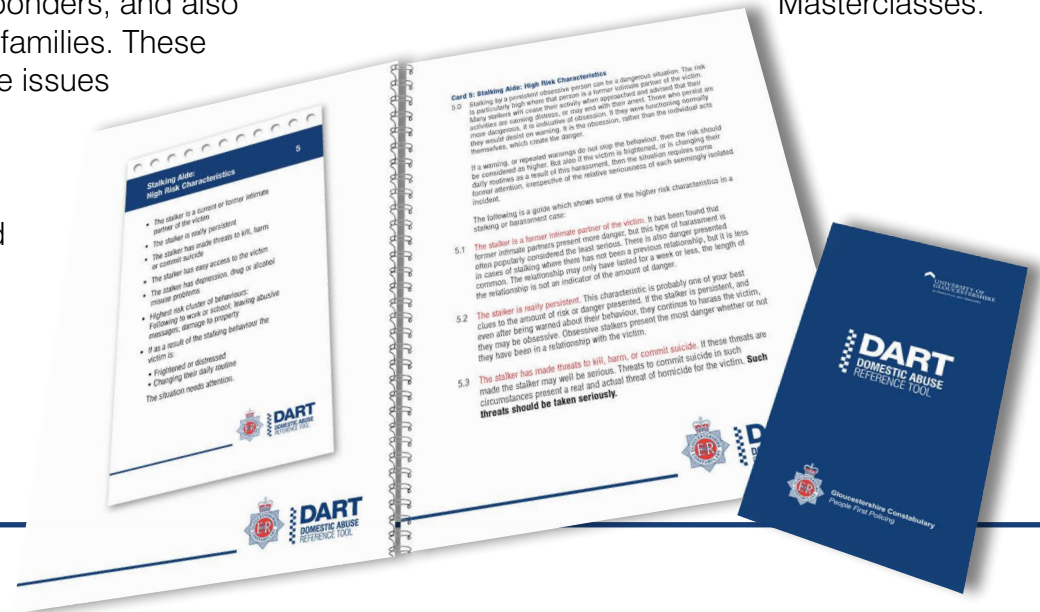 ponders, and also
families. These
e issues
d
Masterclasses.
Stalking Aide:
High Risk Characteristics
5
• The stalker is a current or former intimate
partner of the victim
• The stalker is really persistent
• The stalker has made threats to kill, harm
or commit suicide
• The stalker has easy access to the victim
• The stalker has depression, drug or alcohol
misuse problems
• Highest risk cluster of behaviours:
Following to work or school; leaving abusive
messages; damage to property
• If as a result of the stalking behaviour the
victim is:
• Frightened or distressed
• Changing their daily routine
The situation needs attention.
E R
DART
DART
DOMESTIC ABUSE
REFERENCE TOOL
Card 5: Stalking Aide: High Risk Characteristics
5.0 Stalking by a persistent obsessive person can be a dangerous situation. The risk
is particularly high where that person is a former intimate partner of the victim.
Many stalkers will cease their activity when approached and advised that their
activities are causing distress, or may end with their arrest. Those who persist are
more dangerous, it is indicative of obsession. If they were functioning normally
they would desist on warning. It is the obsession, rather than the individual acts
themselves, which create the danger.
If a warning, or repeated warnings do not stop the behaviour, then the risk should
be considered as higher. But also if the victim is frightened, or is changing their
daily routines as a result of this harassment, then the situation requires some
formal attention, irrespective of the relative seriousness of each seemingly isolated
incident.
The following is a guide which shows some of the higher risk characteristics in a
stalking or harassment case:
5.1 The stalker is a former intimate partner of the victim. It has been found that
former intimate partners present more danger, but this type of harassment is
often popularly considered the least serious. There is also danger presented
in cases of stalking where there has not been a previous relationship, but it is less
common. The relationship may only have lasted for a week or less, the length of
the relationship is not an indicator of the amount of danger.
5.2 The stalker is really persistent. This characteristic is probably one of your best
clues to the amount of risk or danger presented. If the stalker is persistent, and
even after being warned about their behaviour, they continue to harass the victim,
they may be obsessive. Obsessive stalkers present the most danger whether or not
they have been in a relationship with the victim.
5.3 The stalker has made threats to kill, harm, or commit suicide. If these threats are
made the stalker may well be serious. Threats to commit suicide in such
circumstances present a real and actual threat of homicide for the victim. Such
threats should be taken seriously.
E R
D
UNIVERSITY OF
GLOUCESTERSHIRE
DART
DOMESTIC ABUSE
REFERENCE TOOL
E R
Gloucestershire Constabulary
People First Policing